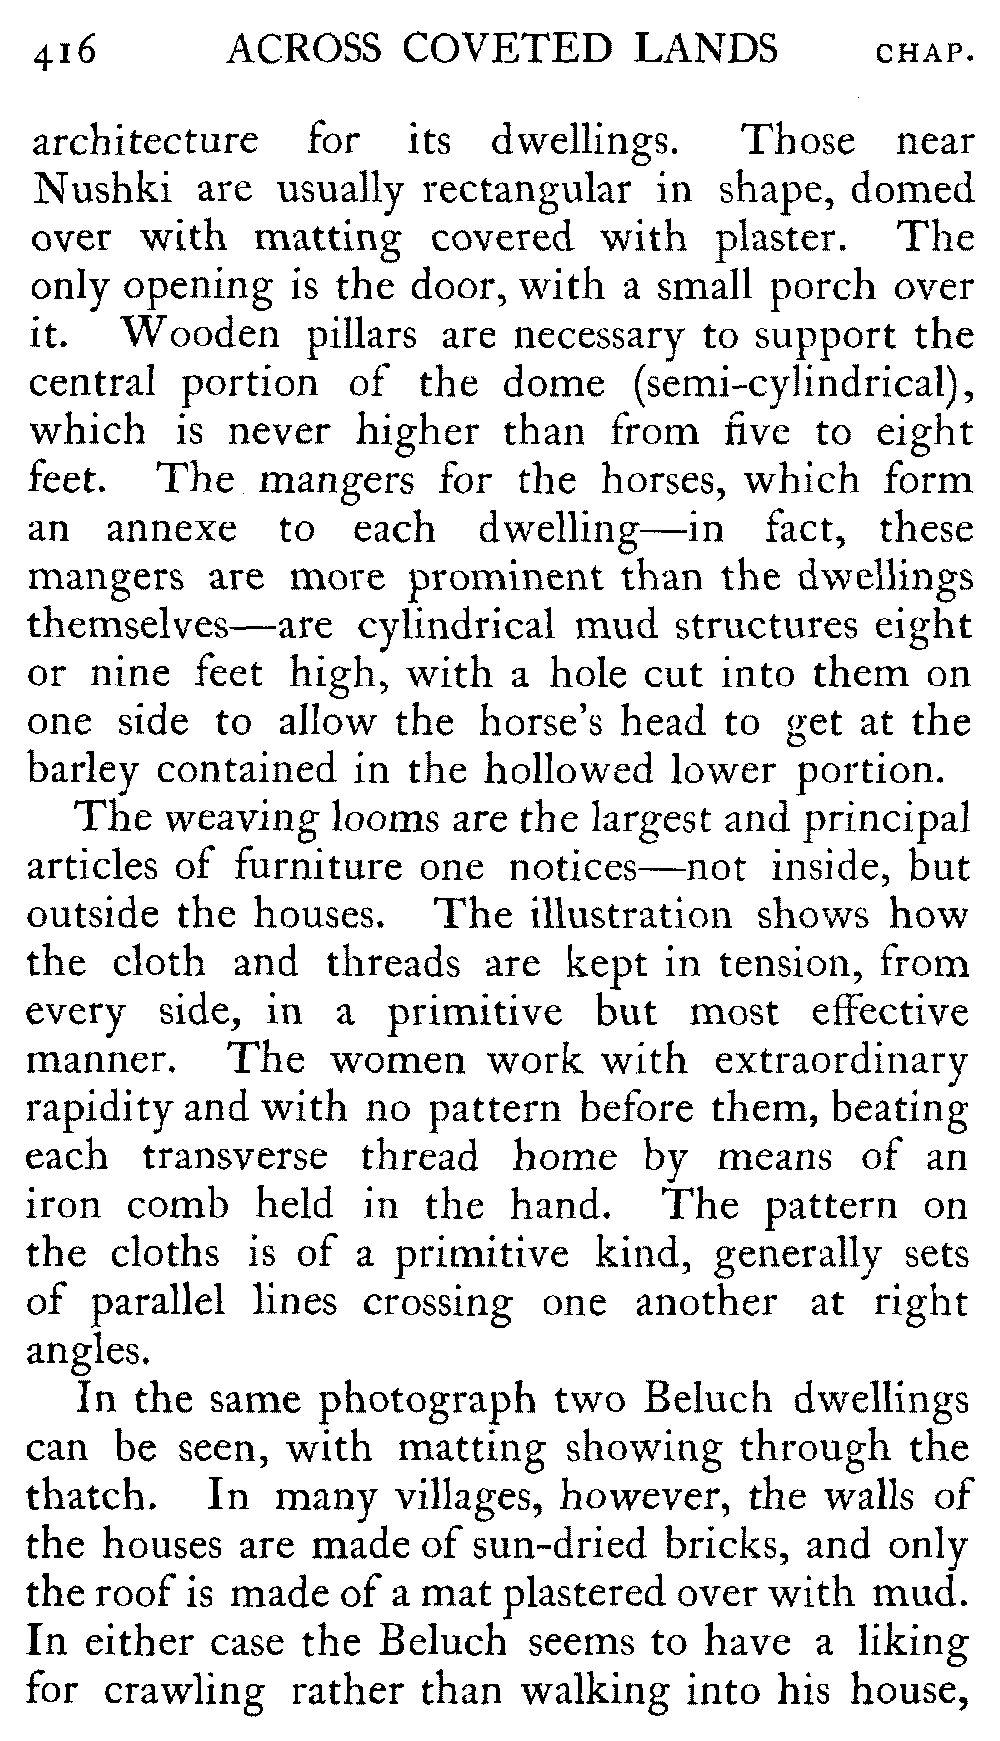 416 ACROSS COVETED LANDS CHAP.
architecture for its dwellings. Those near
Nushki are usually rectangular in shape, domed
over with matting covered with plaster. The
only opening is the door, with a small porch over
it. Wooden pillars are necessary to support the
central portion of the dome (semi-cylindrical),
which is never higher than from five to eight
feet. The mangers for the horses, which form
an annexe to each dwelling—in fact, these
mangers are more prominent than the dwellings
themselves—are cylindrical mud structures eight
or nine feet high, with a hole cut into them on
one side to allow the horse's head to get at the
barley contained in the hollowed lower portion.
The weaving looms are the largest and principal
articles of furniture one notices—not inside, but
outside the houses. The illustration shows how
the cloth and threads are kept in tension, from
every side, in a primitive but most effective
manner. The women work with extraordinary
rapidity and with no pattern before them, beating
each transverse thread home by means of an
iron comb held in the hand. The pattern on
the cloths is of a primitive kind, generally sets
of parallel lines crossing one another at right
angles.
In the same photograph two Beluch dwellings
can be seen, with matting showing through the
thatch. In many villages, however, the walls of
the houses are made of sun-dried bricks, and only
the roof is made of a mat plastered over with mud.
In either case the Beluch seems to have a liking
for crawling rather than walking into his house,